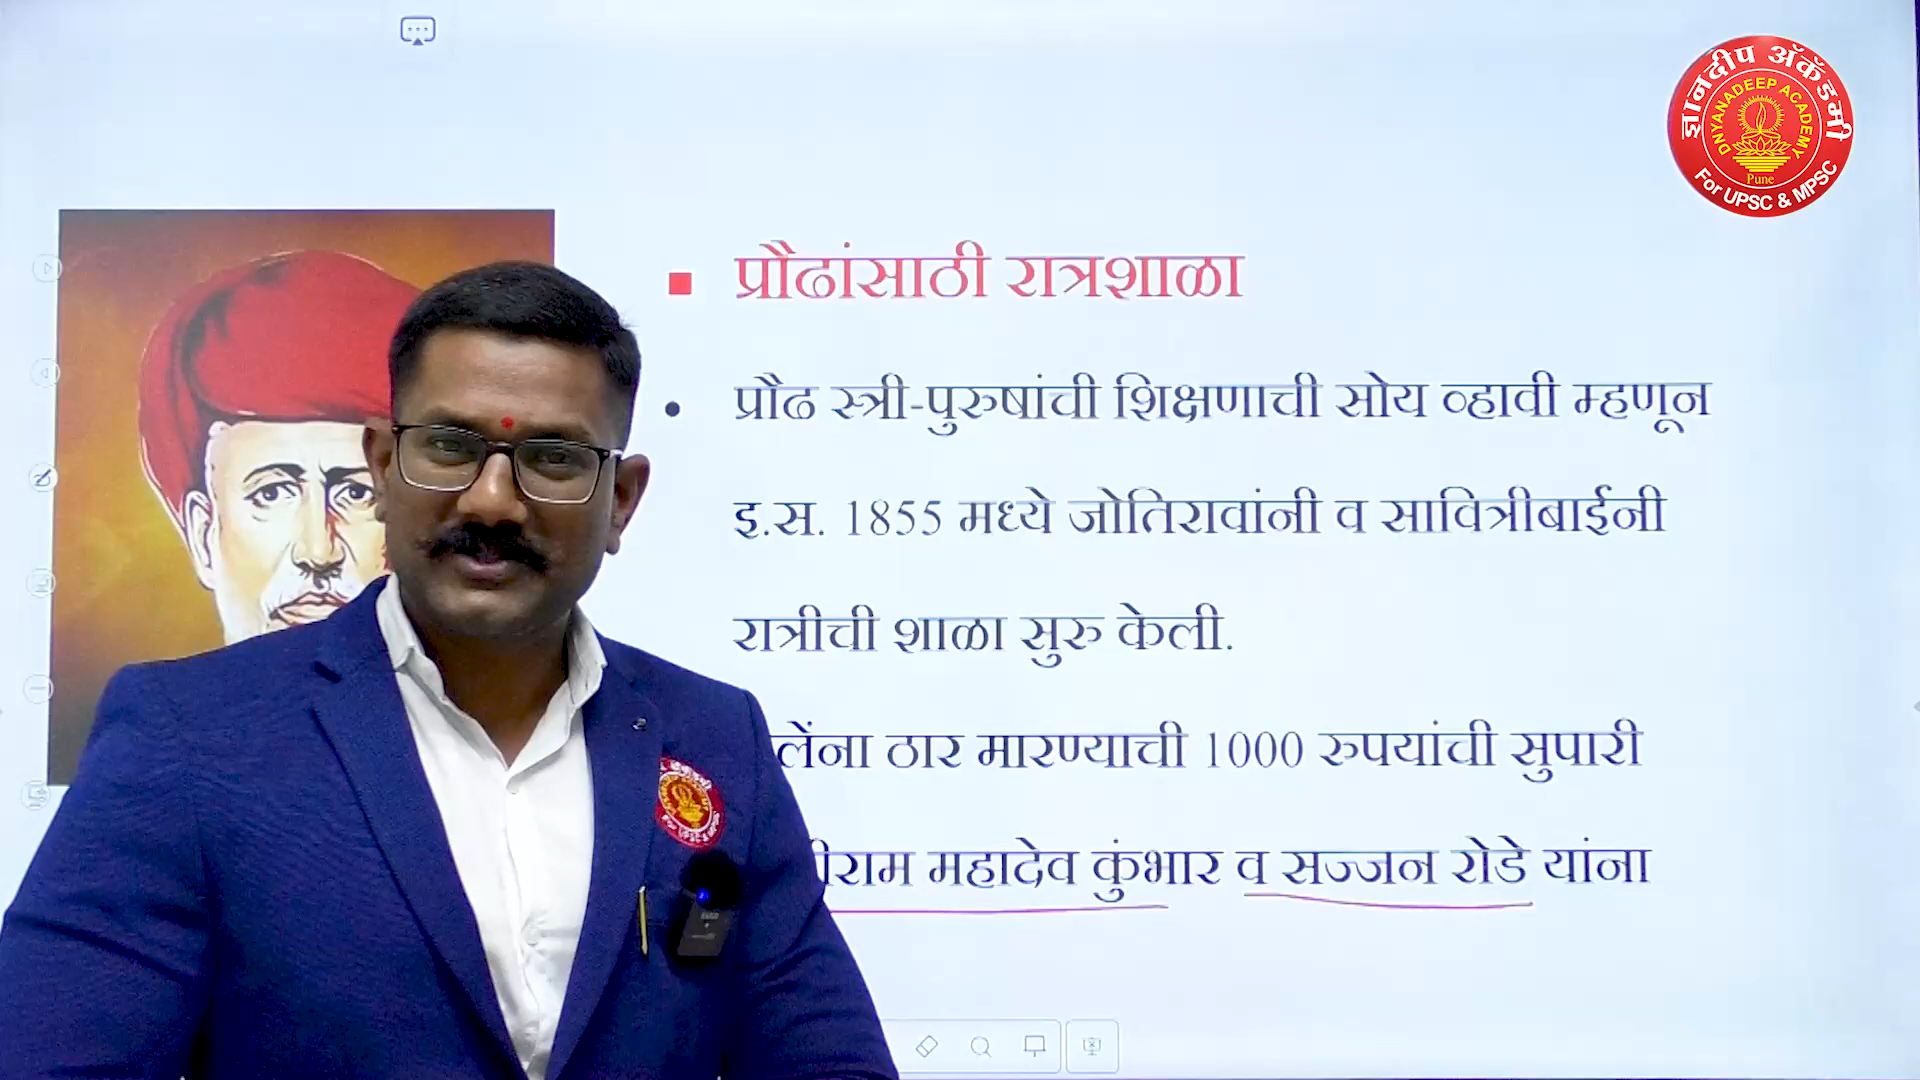 ज्ञानदीप अॅकॅडमी
DNYANADEEP ACADEMY
Pune
For UPSC & MPSC
प्रौढांसाठी रात्रशाळा
प्रौढ स्त्री-पुरुषांची शिक्षणाची सोय व्हावी म्हणून
इ.स. 1855 मध्ये जोतिरावांनी व सावित्रीबाईनी
रात्रीची शाळा सुरु केली.
ठार मारण्याची 1000 रुपयांची सुपारी
महादेव कुंभार व सज्जन रोडे यांना